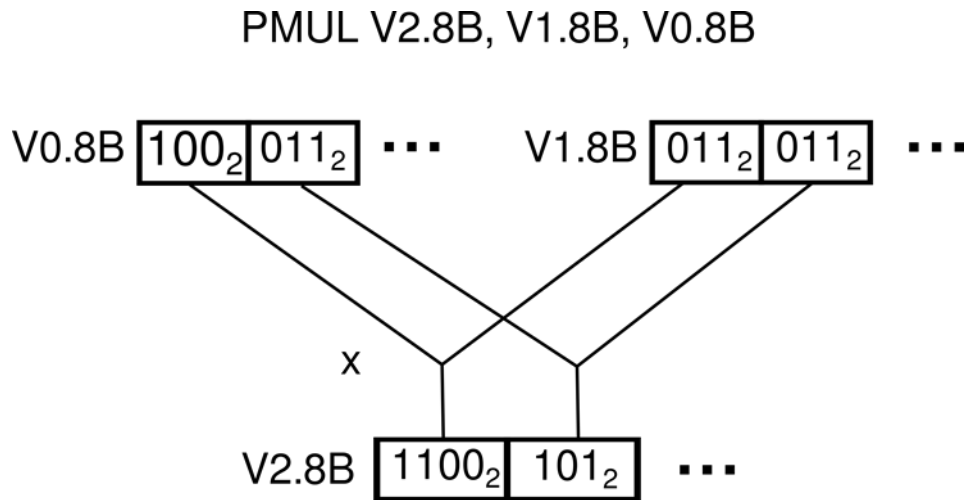 PMUL V2.8B, V1.8B, V0.8B
V0.8B 100₂ 011₂ ... V1.8B 011₂ 011₂ ...
x
V2.8B 1100₂ 101₂ ...